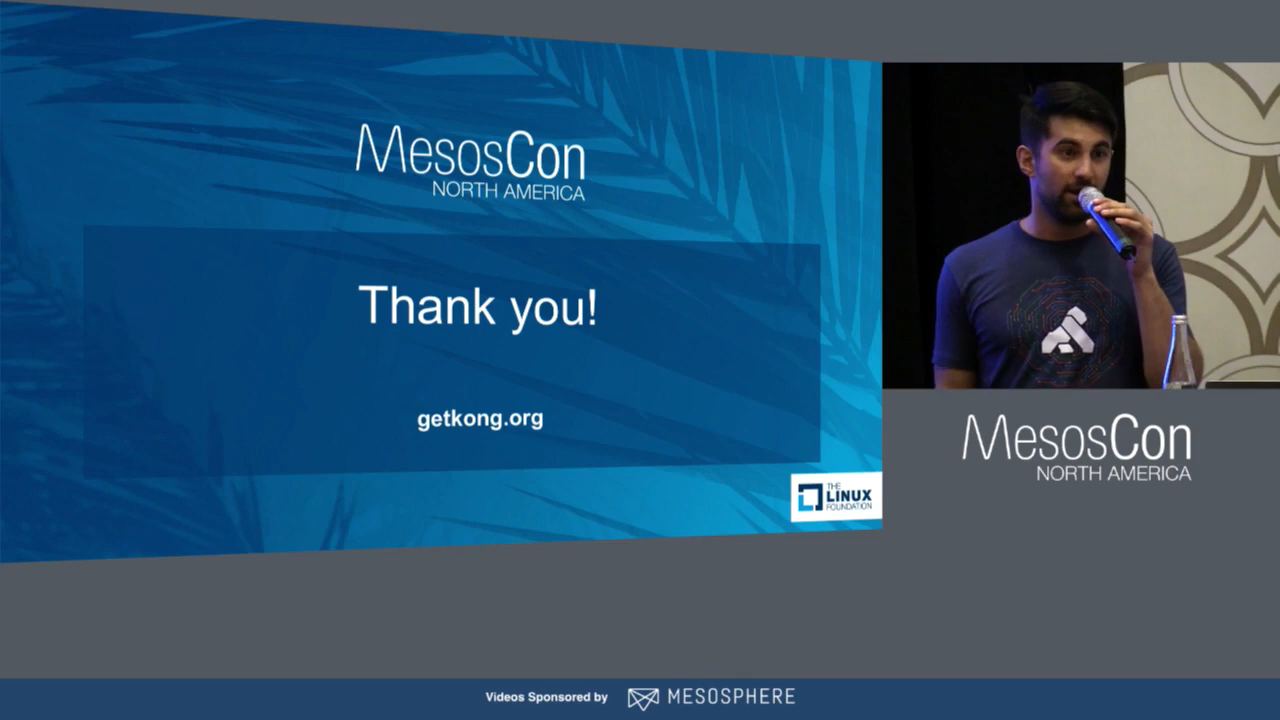 MesosCon
NORTH AMERICA
Thank you!
getkong.org
THE
LINUX
FOUNDATION
MesosCon
NORTH AMERICA
Videos Sponsored by MESOSPHERE